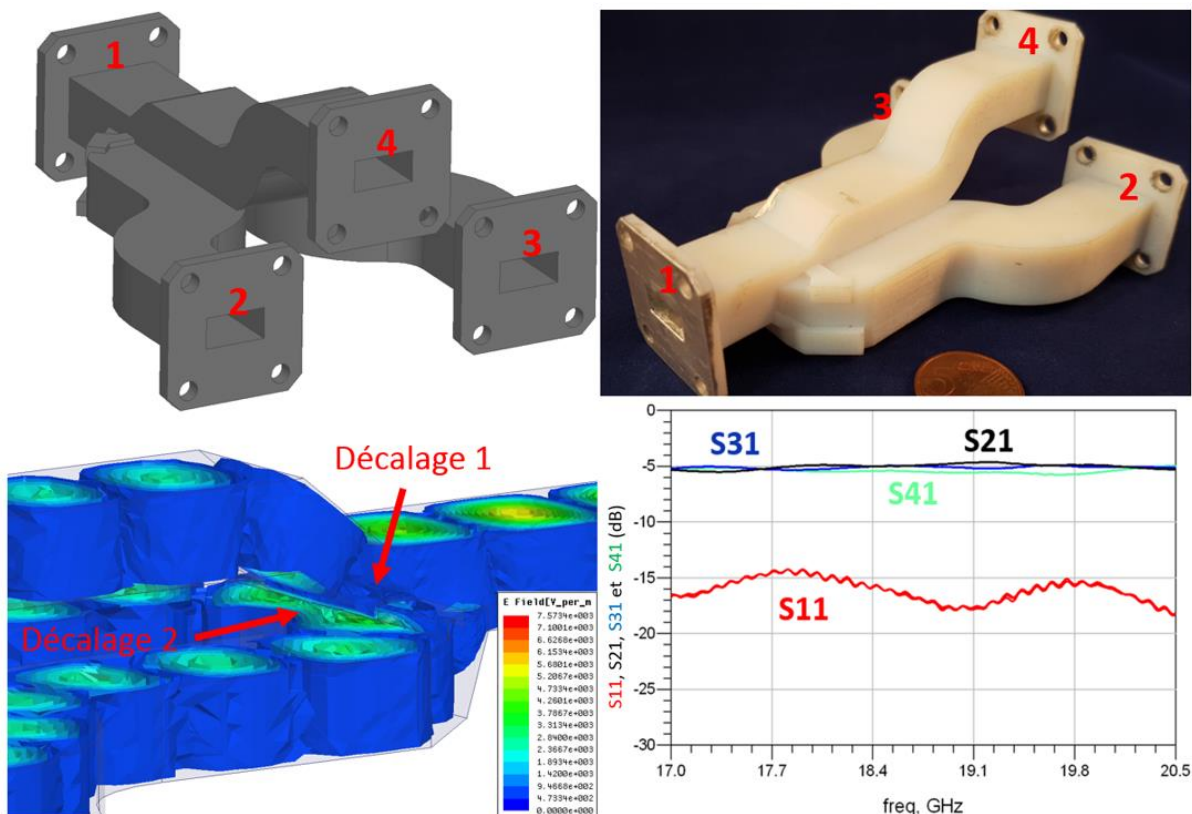 1
4
3
2
4
3
2
1
Décalage 1
Décalage 2
E Field[V_per_m
7.5734e+003
7.1001e+003
6.6268e+003
6.1534e+003
5.6801e+003
5.2067e+003
4.7334e+003
4.2601e+003
3.7867e+003
3.3134e+003
2.8400e+003
2.3667e+003
1.8934e+003
1.4200e+003
9.4668e+002
4.7334e+002
0.0000e+000
S11, S21, S31 et S41 (dB)
0
-5
-10
-15
-20
-25
-30
S31
S21
S41
S11
17.0 17.7 18.4 19.1 19.8 20.5
freq, GHz